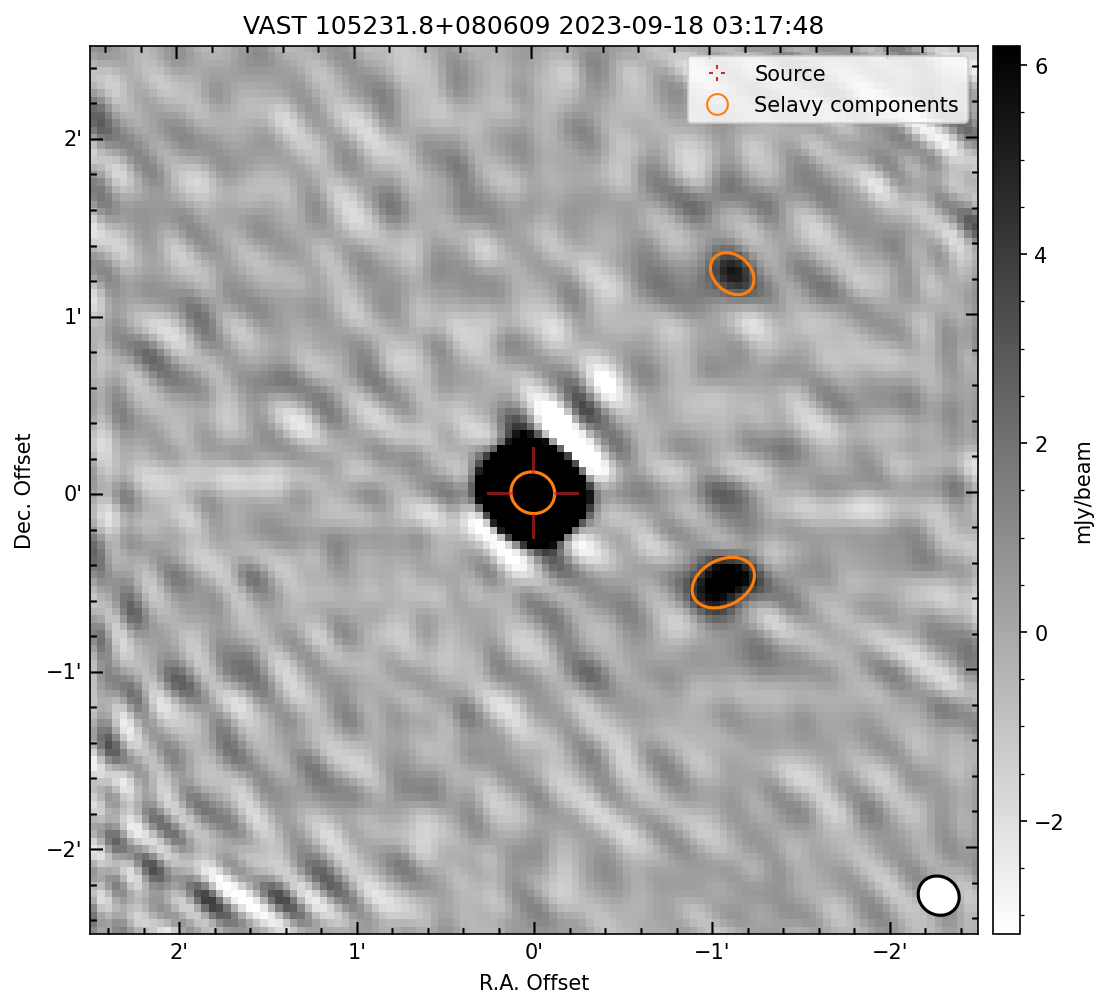 VAST 105231.8+080609 2023-09-18 03:17:48
Source
Selavy components
2'
1'
0'
−1'
−2'
Dec. Offset
2'
1'
0'
−1'
−2'
R.A. Offset
6
4
2
0
−2
mJy/beam